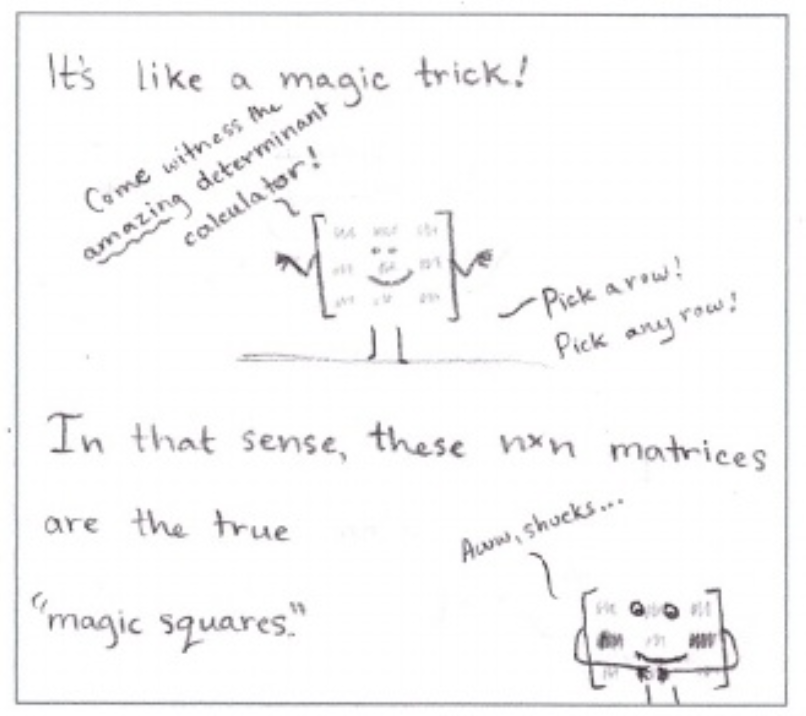 It's like a magic trick!
Come witness the
amazing determinant
calculator!
Pick a row!
Pick any row!
In that sense, these n×n matrices
are the true
Aww, shucks...
"magic squares."